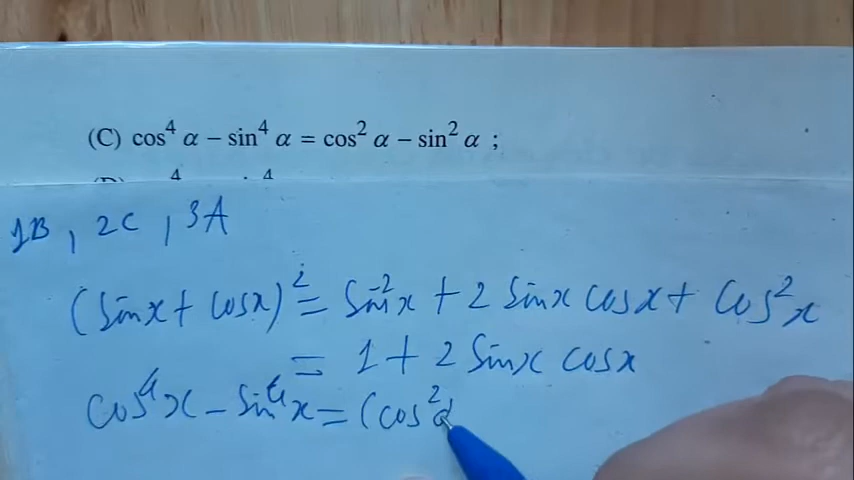 (C) cos⁴ α − sin⁴ α = cos² α − sin² α ;
1B, 2C, 3A
(sinx + cosx)² = sin²x + 2 sinx cosx + cos²x
= 1 + 2 sinx cosx
cos⁴x − sin⁴x = (cos²